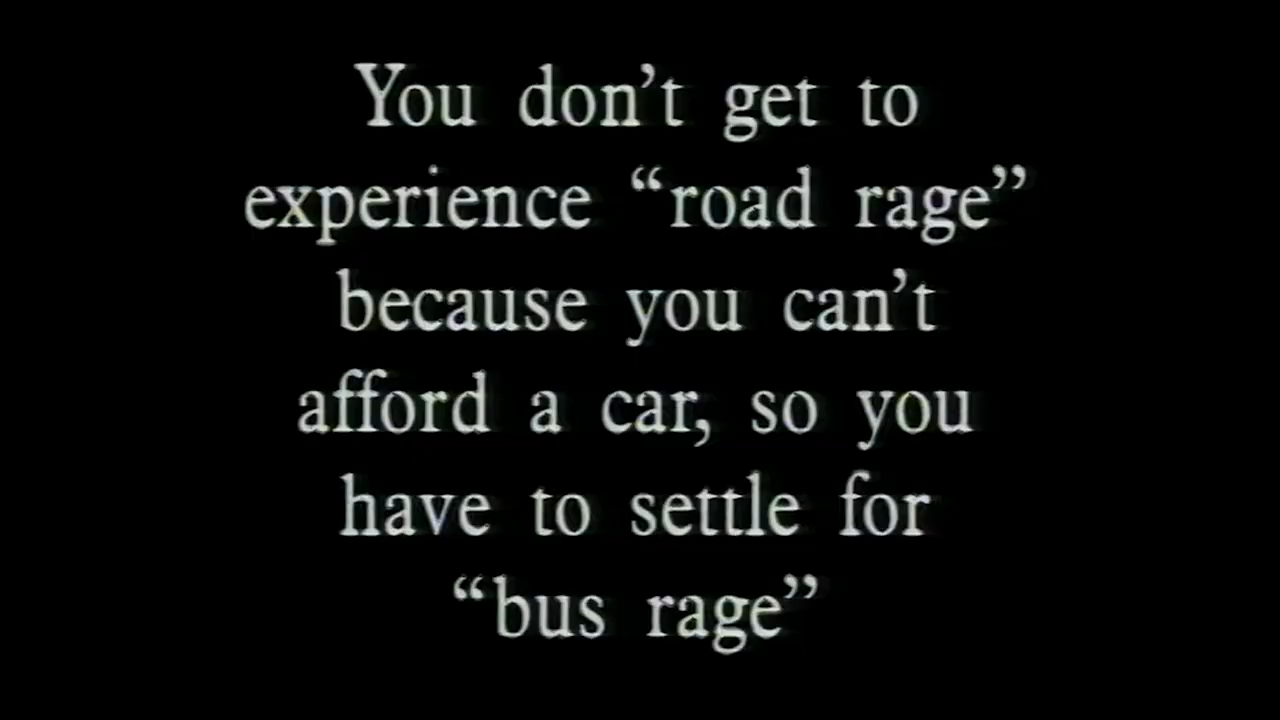 You don’t get to
experience “road rage”
because you can’t
afford a car, so you
have to settle for
“bus rage”